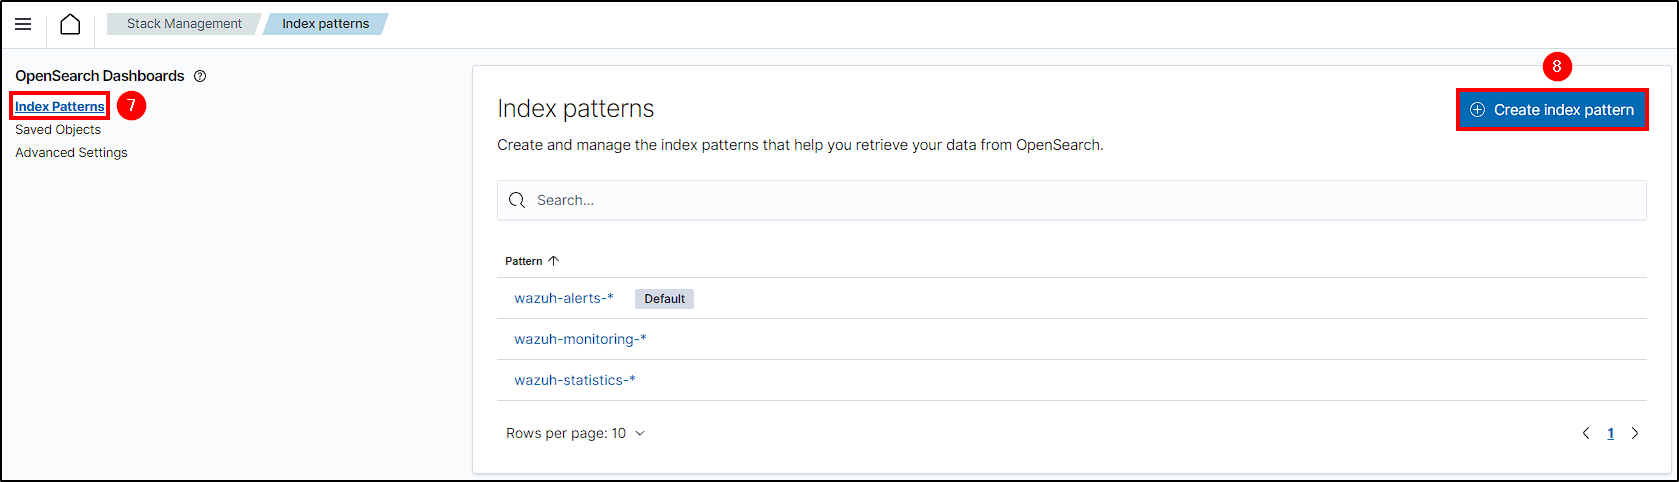 Stack Management Index patterns
OpenSearch Dashboards
Index Patterns 7
Saved Objects
Advanced Settings
8
Index patterns
Create index pattern
Create and manage the index patterns that help you retrieve your data from OpenSearch.
Search...
Pattern
wazuh-alerts-* Default
wazuh-monitoring-*
wazuh-statistics-*
Rows per page: 10
1